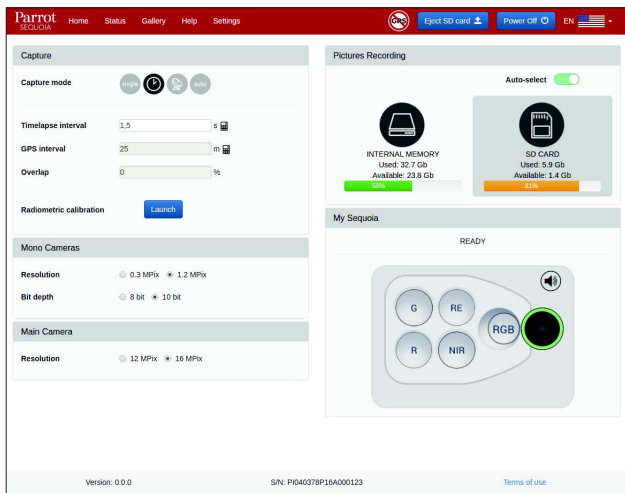 Parrot
SEQUOIA
Home Status Gallery Help Settings
GPS
Eject SD card
Power Off
EN
Capture
Capture mode
single
auto
Timelapse interval 1,5 s
GPS interval 25 m
Overlap 0 %
Radiometric calibration Launch
Mono Cameras
Resolution 0.3 MPix 1.2 MPix
Bit depth 8 bit 10 bit
Main Camera
Resolution 12 MPix 16 MPix
Pictures Recording
Auto-select
INTERNAL MEMORY
Used: 32.7 Gb
Available: 23.8 Gb
58%
SD CARD
Used: 5.9 Gb
Available: 1.4 Gb
81%
My Sequoia
READY
G RE
RGB
R NIR
Version: 0.0.0
S/N: PI040378P16A000123
Terms of use